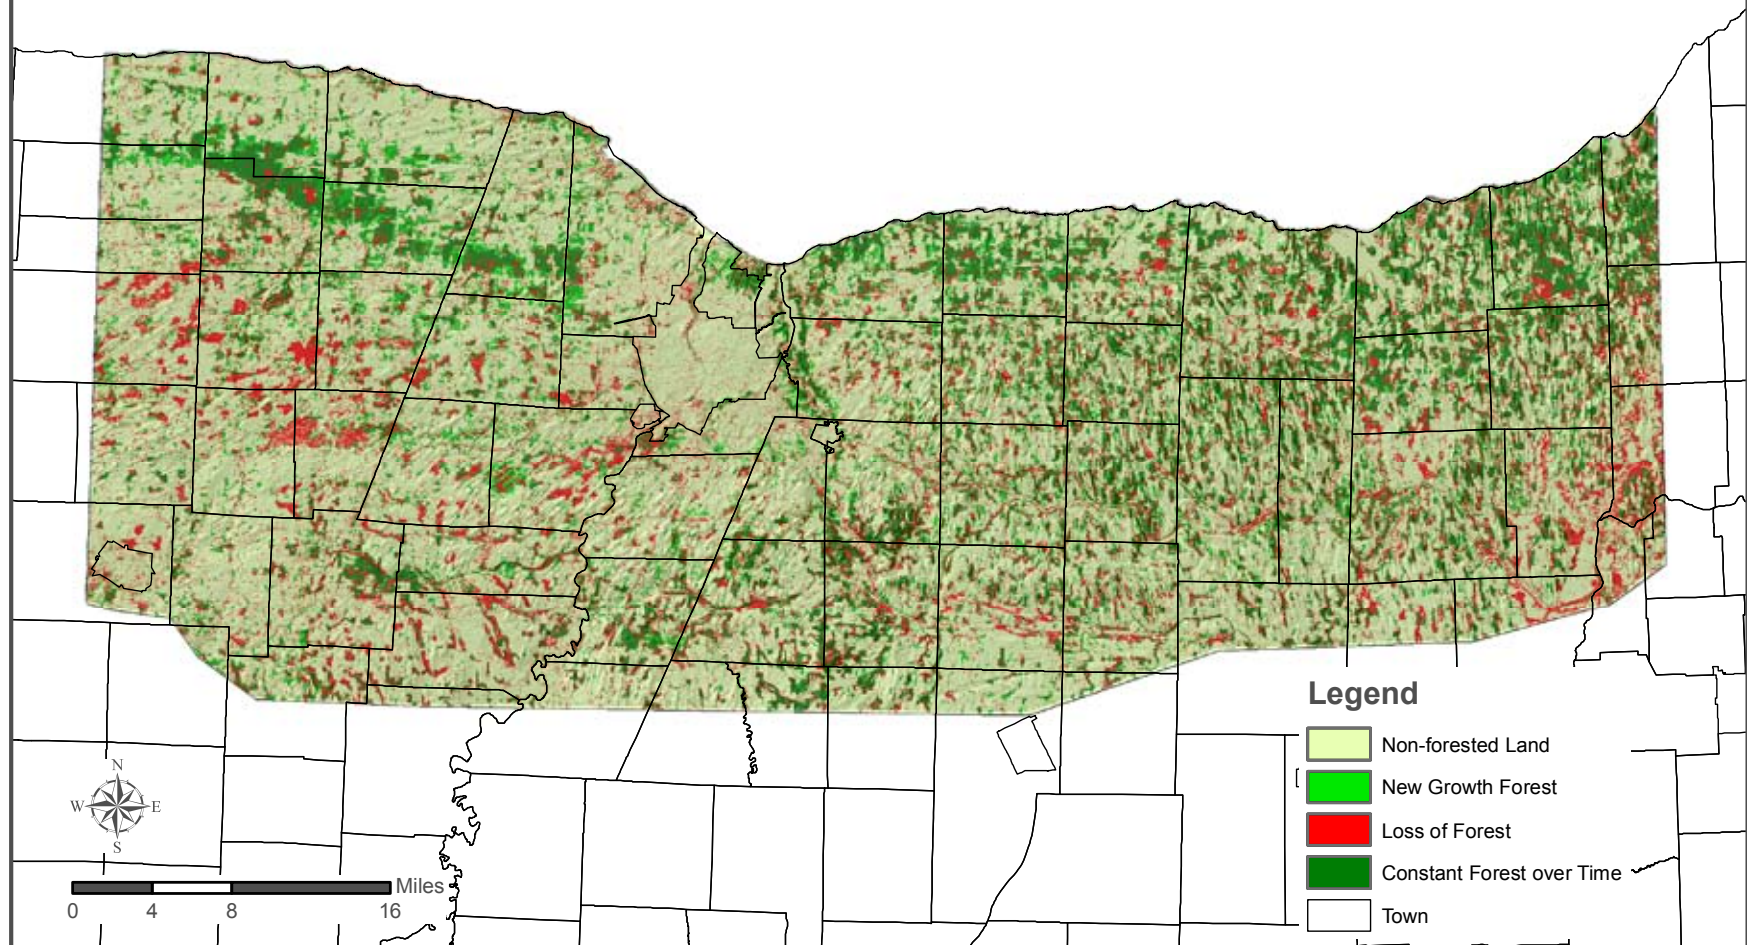 Legend
Non-forested Land
New Growth Forest
Loss of Forest
Constant Forest over Time
Town
N
W E
S
Miles
0 4 8 16